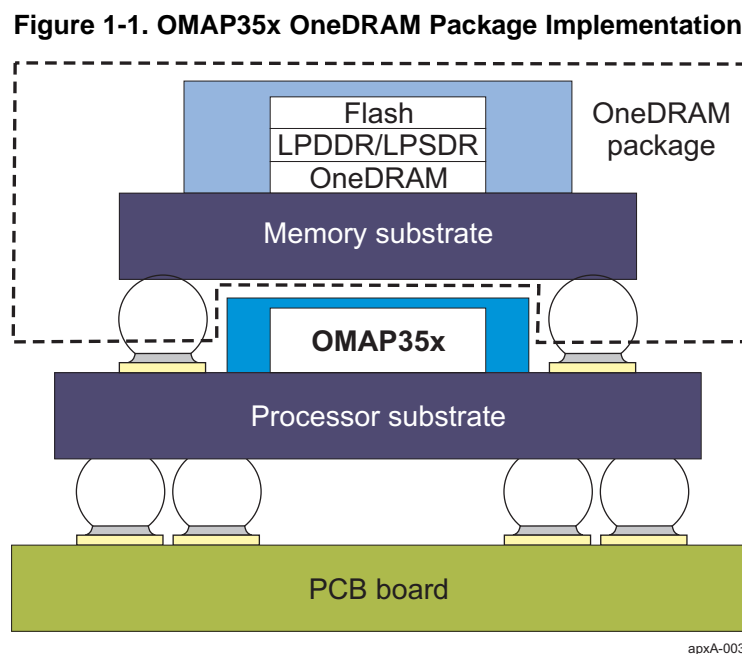 Figure 1-1. OMAP35x OneDRAM Package Implementation
Flash
LPDDR/LPSDR
OneDRAM
OneDRAM
package
Memory substrate
OMAP35x
Processor substrate
PCB board
apxA-003